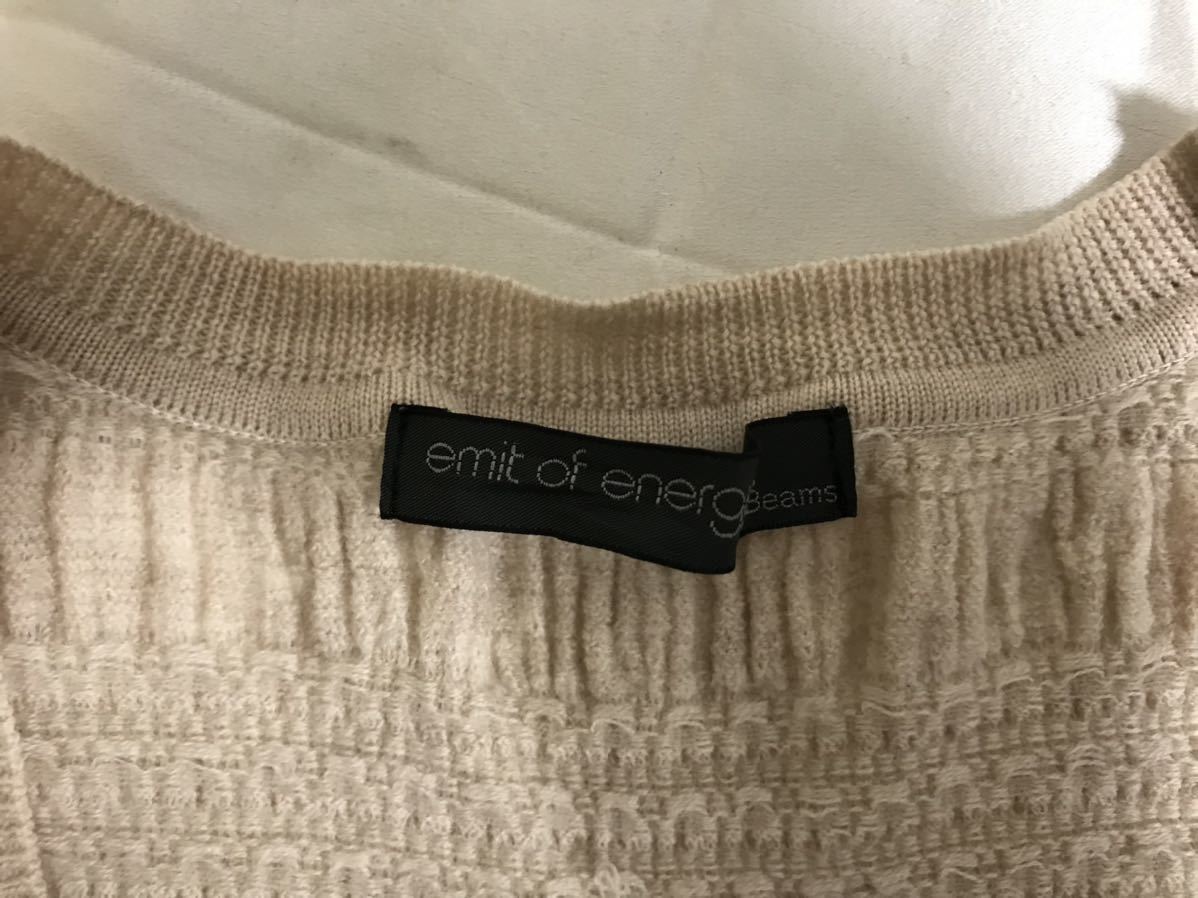 emit of energ
Beams